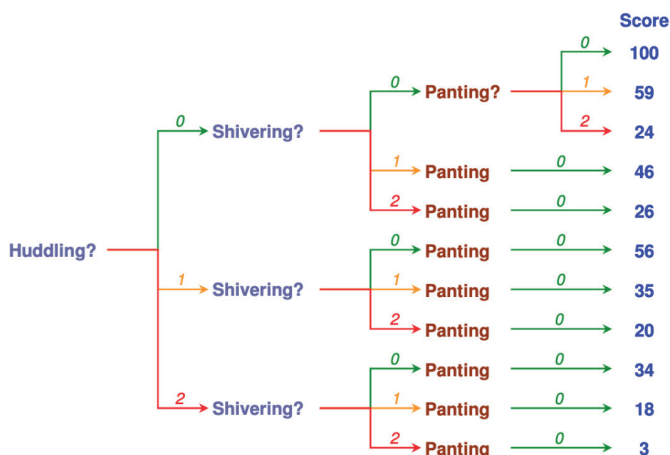 Score
0 100
0 Panting? 1 59
0 Shivering? 2 24
1 Panting 0 46
2 Panting 0 26
Huddling? 0 Panting 0 56
1 Shivering? 1 Panting 0 35
2 Panting 0 20
0 Panting 0 34
2 Shivering? 1 Panting 0 18
2 Panting 0 3